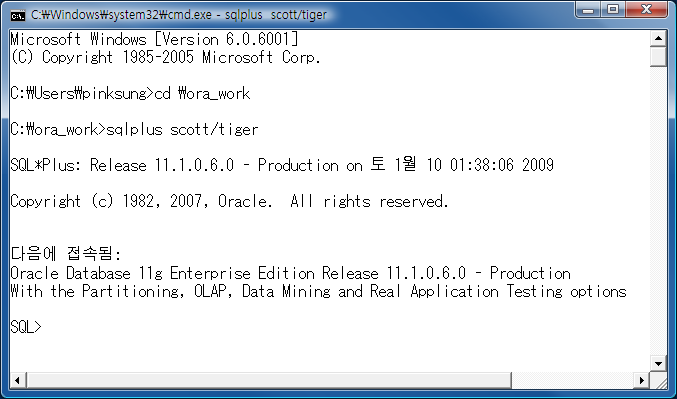 C:₩Windows₩system32₩cmd.exe - sqlplus  scott/tiger
Microsoft Windows [Version 6.0.6001]
(C) Copyright 1985-2005 Microsoft Corp.
C:₩Users₩pinksung>cd ₩ora_work
C:₩ora_work>sqlplus scott/tiger
SQL*Plus: Release 11.1.0.6.0 - Production on 토 1월 10 01:38:06 2009
Copyright (c) 1982, 2007, Oracle.  All rights reserved.
다음에 접속됨:
Oracle Database 11g Enterprise Edition Release 11.1.0.6.0 - Production
With the Partitioning, OLAP, Data Mining and Real Application Testing options
SQL>